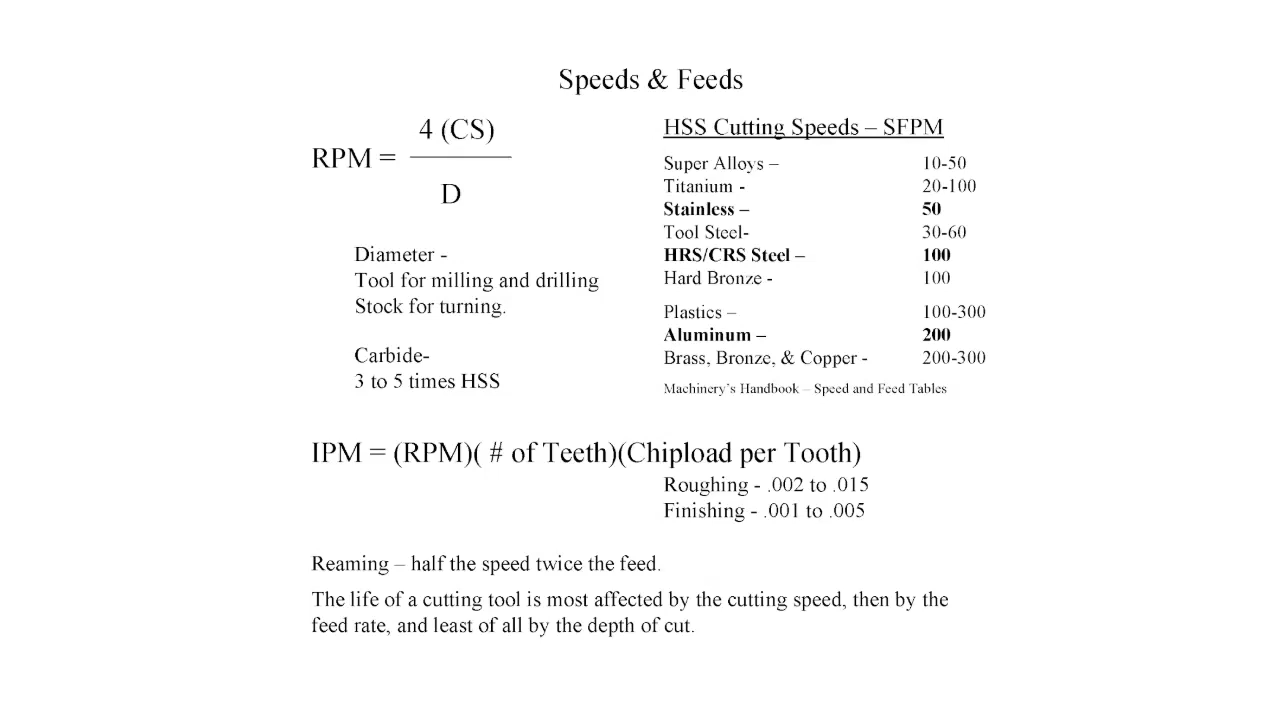 Speeds & Feeds
RPM = 4 (CS)
D
Diameter -
Tool for milling and drilling
Stock for turning.
Carbide-
3 to 5 times HSS
HSS Cutting Speeds – SFPM
Super Alloys – 10-50
Titanium - 20-100
Stainless – 50
Tool Steel- 30-60
HRS/CRS Steel – 100
Hard Bronze - 100
Plastics – 100-300
Aluminum – 200
Brass, Bronze, & Copper - 200-300
Machinery's Handbook – Speed and Feed Tables
IPM = (RPM)( # of Teeth)(Chipload per Tooth)
Roughing - .002 to .015
Finishing - .001 to .005
Reaming – half the speed twice the feed.
The life of a cutting tool is most affected by the cutting speed, then by the
feed rate, and least of all by the depth of cut.